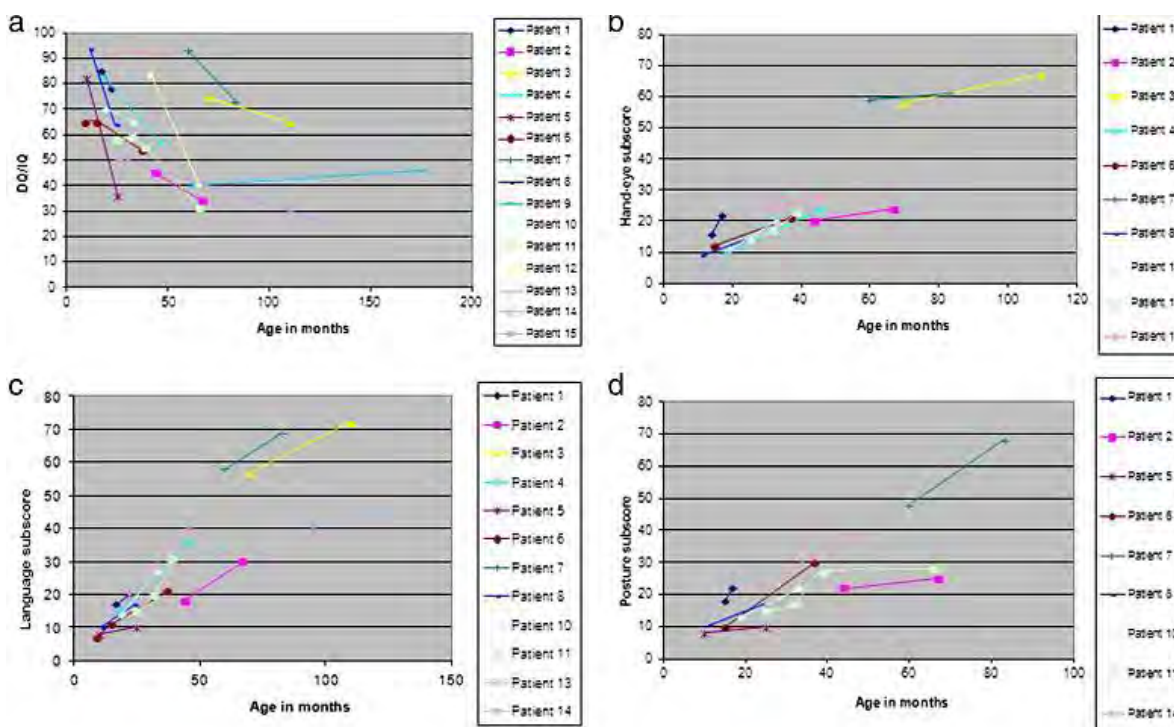 a
100
90
80
70
60
50
40
30
20
10
0
DQ/IQ
0
50
100
150
200
Age in months
Patient 1
Patient 2
Patient 3
Patient 4
Patient 5
Patient 6
Patient 7
Patient 8
Patient 9
Patient 10
Patient 11
Patient 12
Patient 13
Patient 14
Patient 15
b
80
70
60
50
40
30
20
10
0
Hand-eye subscore
0
20
40
60
80
100
120
Age in months
Patient 1
Patient 2
Patient 3
Patient 4
Patient 6
Patient 7
Patient 8
Patient 1
Patient 1
Patient 1
c
80
70
60
50
40
30
20
10
0
Language subscore
0
50
100
150
Age in months
Patient 1
Patient 2
Patient 3
Patient 4
Patient 5
Patient 6
Patient 7
Patient 8
Patient 10
Patient 11
Patient 13
Patient 14
d
80
70
60
50
40
30
20
10
0
Posture subscore
0
20
40
60
80
100
Age in months
Patient 1
Patient 2
Patient 5
Patient 6
Patient 7
Patient 8
Patient 10
Patient 11
Patient 1